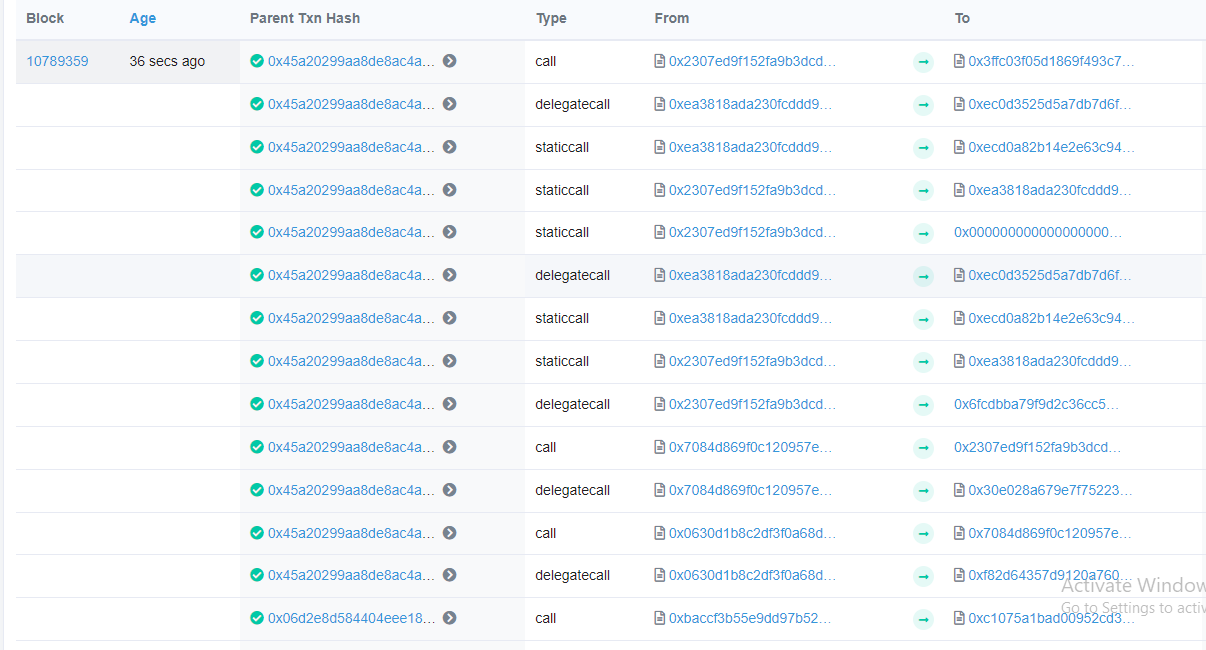 Block Age Parent Txn Hash Type From To
10789359 36 secs ago 0x45a20299aa8de8ac4a... call 0x2307ed9f152fa9b3dcd... 0x3ffc03f05d1869f493c7...
0x45a20299aa8de8ac4a... delegatecall 0xea3818ada230fcddd9... 0xec0d3525d5a7db7d6f...
0x45a20299aa8de8ac4a... staticcall 0xea3818ada230fcddd9... 0xecd0a82b14e2e63c94...
0x45a20299aa8de8ac4a... staticcall 0x2307ed9f152fa9b3dcd... 0xea3818ada230fcddd9...
0x45a20299aa8de8ac4a... staticcall 0x2307ed9f152fa9b3dcd... 0x000000000000000000...
0x45a20299aa8de8ac4a... delegatecall 0xea3818ada230fcddd9... 0xec0d3525d5a7db7d6f...
0x45a20299aa8de8ac4a... staticcall 0xea3818ada230fcddd9... 0xecd0a82b14e2e63c94...
0x45a20299aa8de8ac4a... staticcall 0x2307ed9f152fa9b3dcd... 0xea3818ada230fcddd9...
0x45a20299aa8de8ac4a... delegatecall 0x2307ed9f152fa9b3dcd... 0x6fcdbba79f9d2c36cc5...
0x45a20299aa8de8ac4a... call 0x7084d869f0c120957e... 0x2307ed9f152fa9b3dcd...
0x45a20299aa8de8ac4a... delegatecall 0x7084d869f0c120957e... 0x30e028a679e7f75223...
0x45a20299aa8de8ac4a... call 0x0630d1b8c2df3f0a68d... 0x7084d869f0c120957e...
0x45a20299aa8de8ac4a... delegatecall 0x0630d1b8c2df3f0a68d... 0xf82d64357d9120a760...
Activate Window
Go to Settings to activ
0x06d2e8d584404eee18... call 0xbaccf3b55e9dd97b52... 0xc1075a1bad00952cd3...